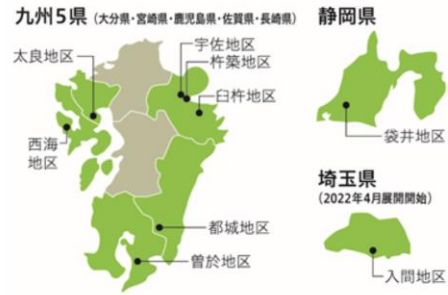 九州5県（大分県・宮崎県・鹿児島県・佐賀県・長崎県）
太良地区
宇佐地区
杵築地区
臼杵地区
西海
地区
都城地区
曽於地区
静岡県
袋井地区
埼玉県
（2022年4月展開開始）
入間地区